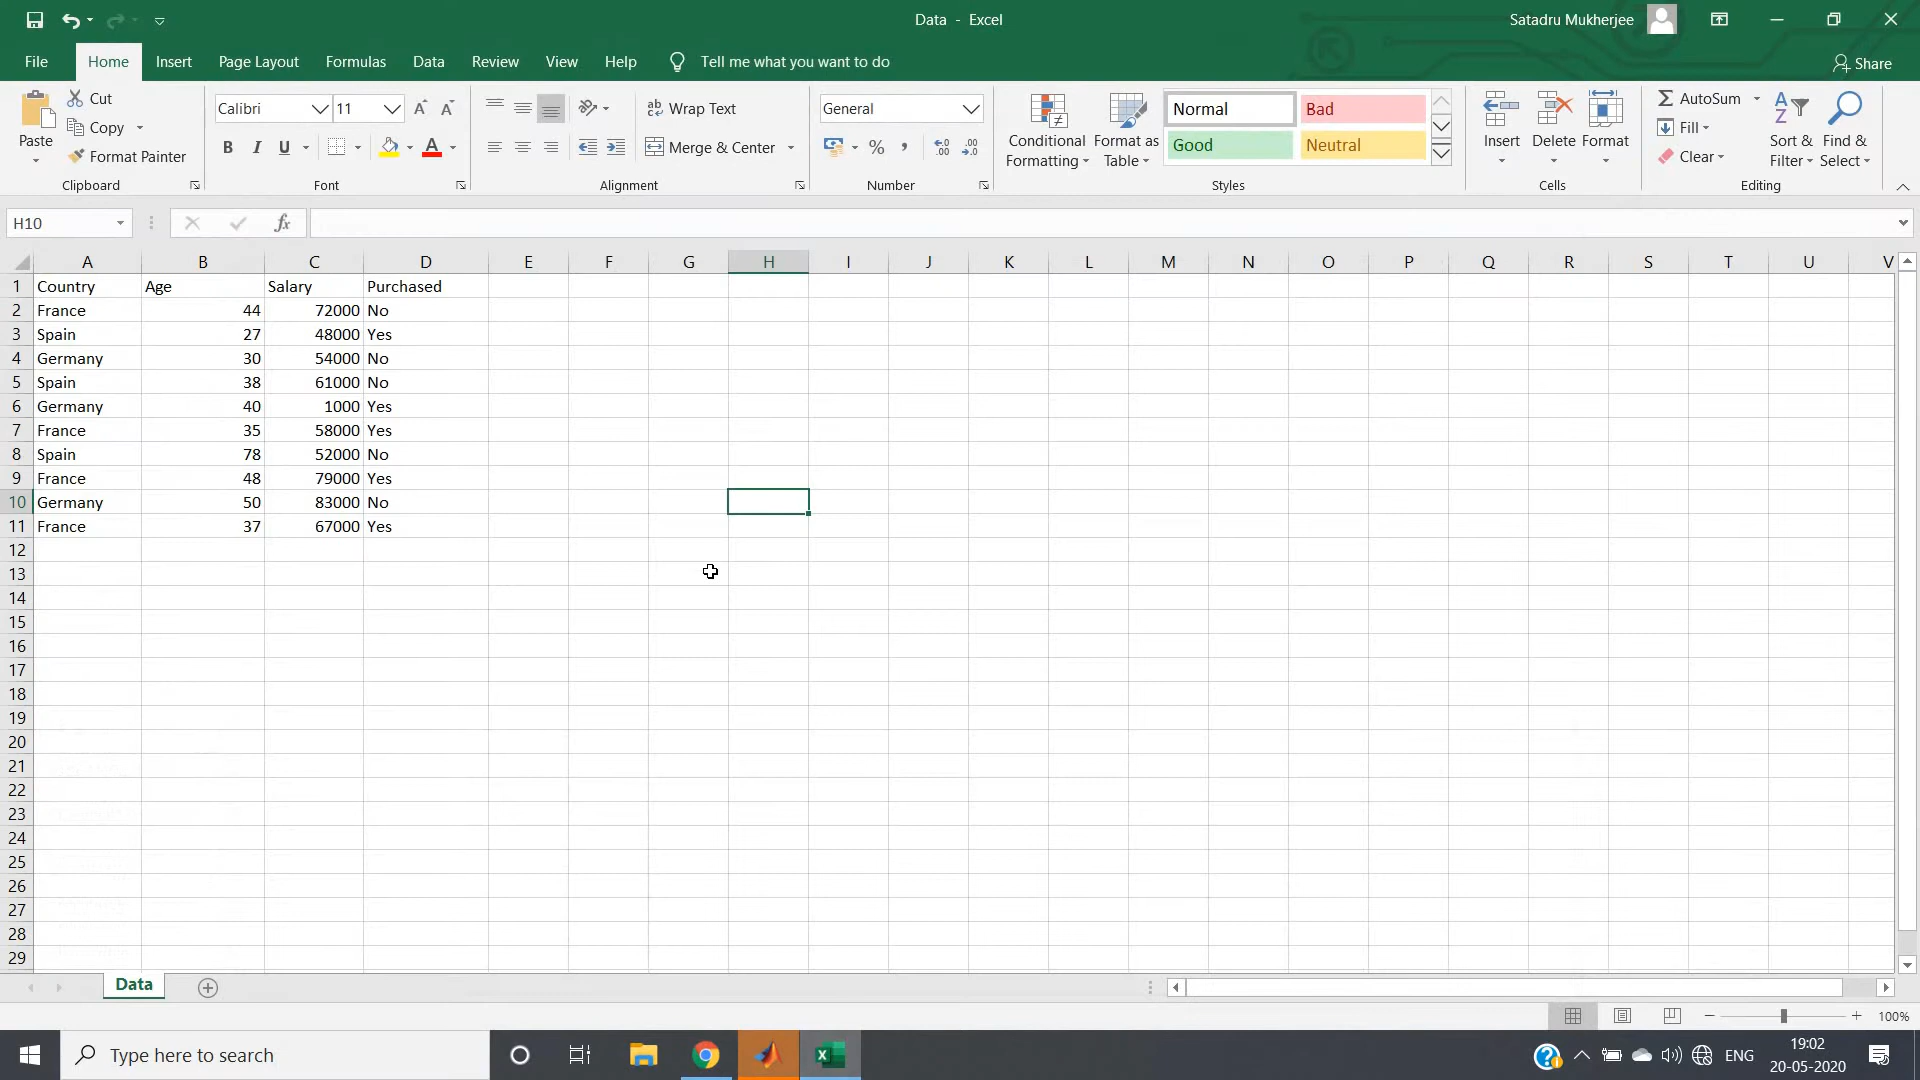 Data - Excel
Satadru Mukherjee
File Home Insert Page Layout Formulas Data Review View Help Tell me what you want to do Share
Paste
Cut
Copy
Format Painter
Clipboard
Calibri 11
B I U
Font
Wrap Text
Merge & Center
Alignment
General
Number
Conditional Formatting
Format as Table
Normal Bad
Good Neutral
Styles
Insert Delete Format
Cells
AutoSum
Fill
Clear
Sort & Filter
Find & Select
Editing
H10
fx
A B C D E F G H I J K L M N O P Q R S T U V
1 Country Age Salary Purchased
2 France 44 72000 No
3 Spain 27 48000 Yes
4 Germany 30 54000 No
5 Spain 38 61000 No
6 Germany 40 1000 Yes
7 France 35 58000 Yes
8 Spain 78 52000 No
9 France 48 79000 Yes
10 Germany 50 83000 No
11 France 37 67000 Yes
12
13
14
15
16
17
18
19
20
21
22
23
24
25
26
27
28
29
Data
100%
Type here to search
ENG
19:02
20-05-2020